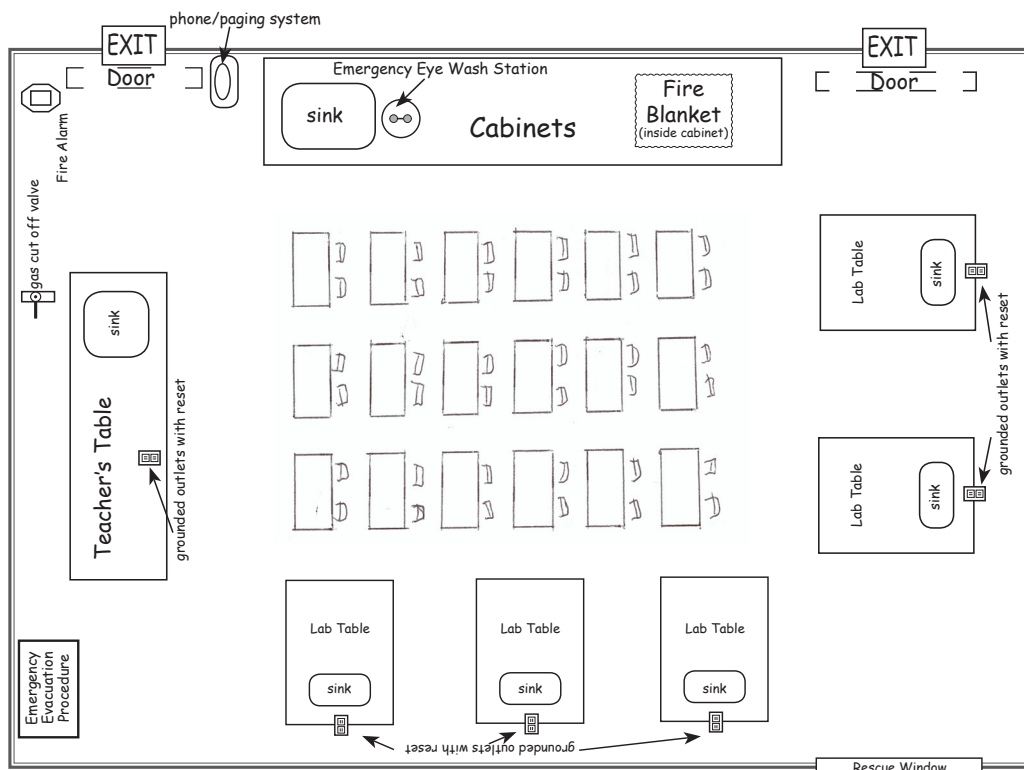 phone/paging system
EXIT
EXIT
Door
Door
Emergency Eye Wash Station
sink
Cabinets
Fire
Blanket
(inside cabinet)
Fire Alarm
gas cut off valve
sink
Teacher's Table
grounded outlets with reset
Lab Table
sink
grounded outlets with reset
Lab Table
sink
Emergency
Evacuation
Procedure
Lab Table
Lab Table
Lab Table
sink
sink
sink
grounded outlets with reset
Rescue Window